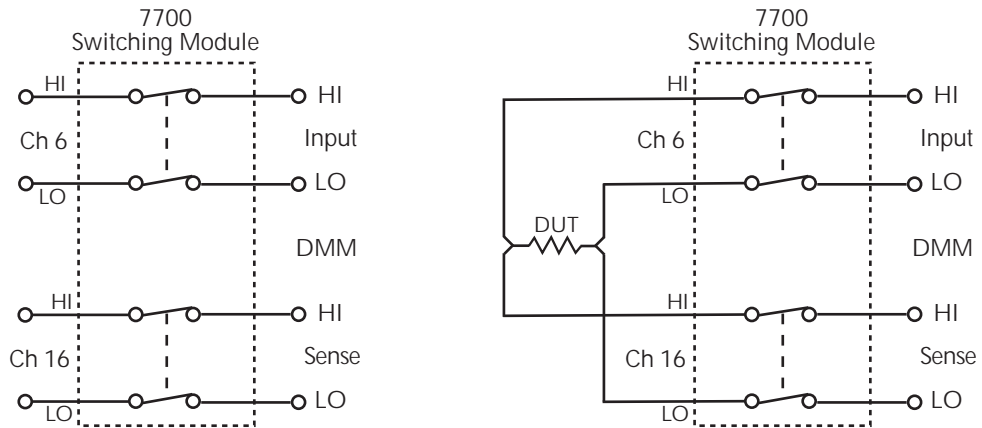 7700
Switching Module
HI
HI
Ch 6
Input
LO
LO
DMM
HI
HI
Ch 16
Sense
LO
LO
7700
Switching Module
HI
HI
Ch 6
Input
LO
LO
DUT
DMM
HI
HI
Ch 16
Sense
LO
LO